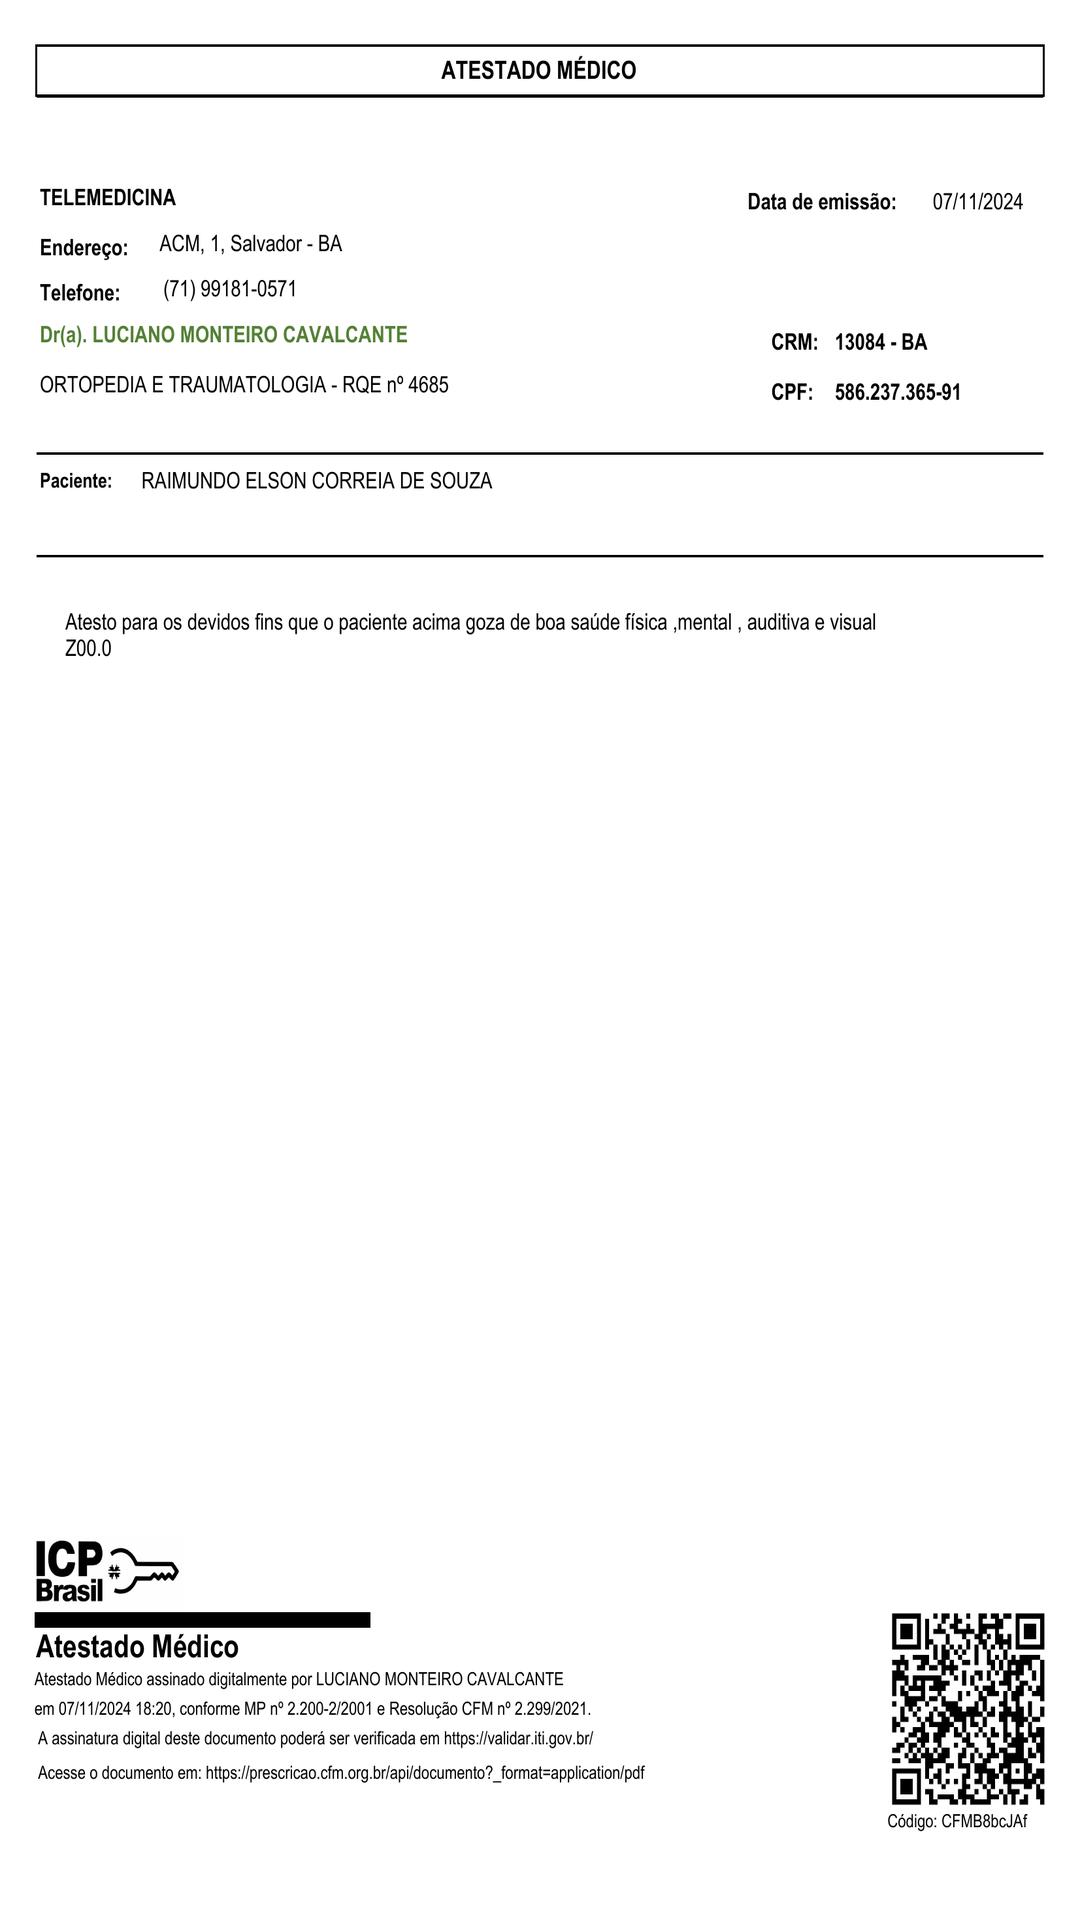 ATESTADO MÉDICO
TELEMEDICINA
Data de emissão: 07/11/2024
Endereço: ACM, 1, Salvador - BA
Telefone: (71) 99181-0571
Dr(a). LUCIANO MONTEIRO CAVALCANTE
CRM: 13084 - BA
ORTOPEDIA E TRAUMATOLOGIA - RQE nº 4685
CPF: 586.237.365-91
Paciente: RAIMUNDO ELSON CORREIA DE SOUZA
Atesto para os devidos fins que o paciente acima goza de boa saúde física ,mental , auditiva e visual
Z00.0
ICP
Brasil
Atestado Médico
Atestado Médico assinado digitalmente por LUCIANO MONTEIRO CAVALCANTE
em 07/11/2024 18:20, conforme MP nº 2.200-2/2001 e Resolução CFM nº 2.299/2021.
A assinatura digital deste documento poderá ser verificada em https://validar.iti.gov.br/
Acesse o documento em: https://prescricao.cfm.org.br/api/documento?_format=application/pdf
Código: CFMB8bcJAf